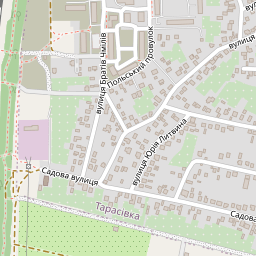 вулиця
Польський провулок
вулиця Братів Чмілів
вулиця Юрія Литвина
Садова вулиця
Тарасівка
Садова